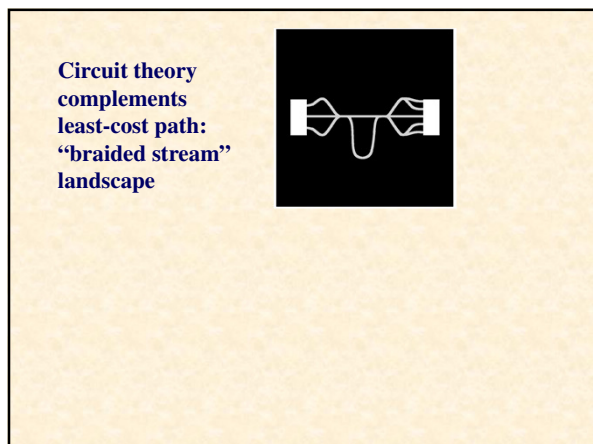 Circuit theory
complements
least-cost path:
“braided stream”
landscape